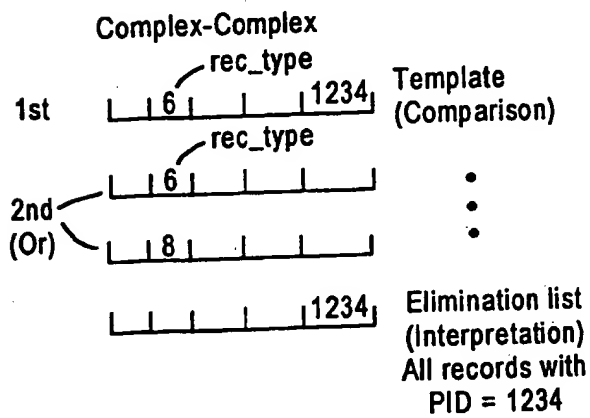 Complex-Complex
rec_type
1st 6 1234 Template
(Comparison)
rec_type
6
2nd
(Or)
8
1234 Elimination list
(Interpretation)
All records with
PID = 1234